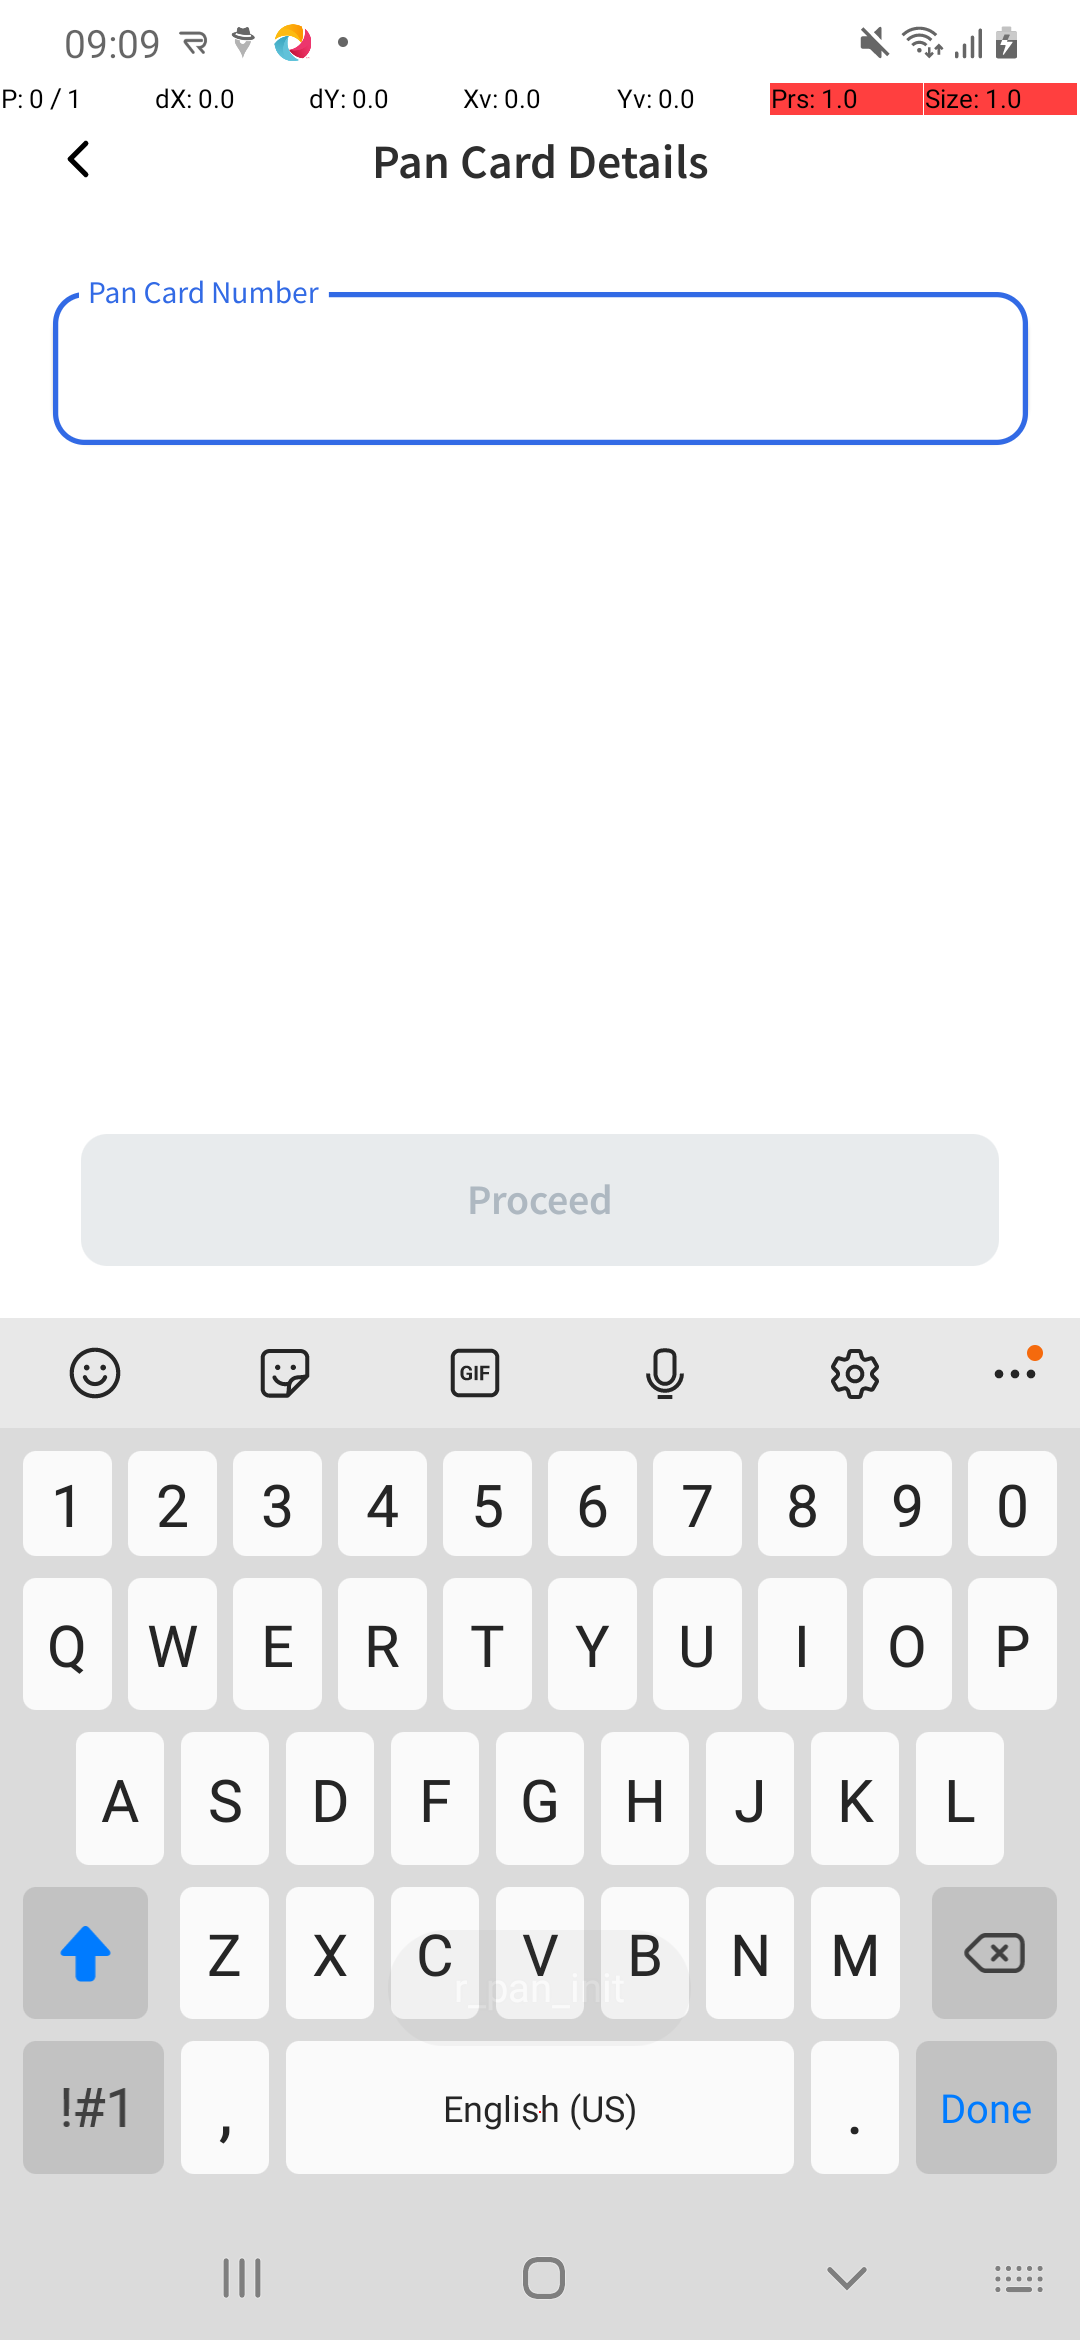 09:09
P: 0 / 1 dX: 0.0 dY: 0.0 Xv: 0.0 Yv: 0.0 Prs: 1.0 Size: 1.0
Pan Card Details
Pan Card Number
Proceed
GIF
1 2 3 4 5 6 7 8 9 0
Q W E R T Y U I O P
A S D F G H J K L
Z X C V B N M
r_pan_init
!#1 , English (US) . Done